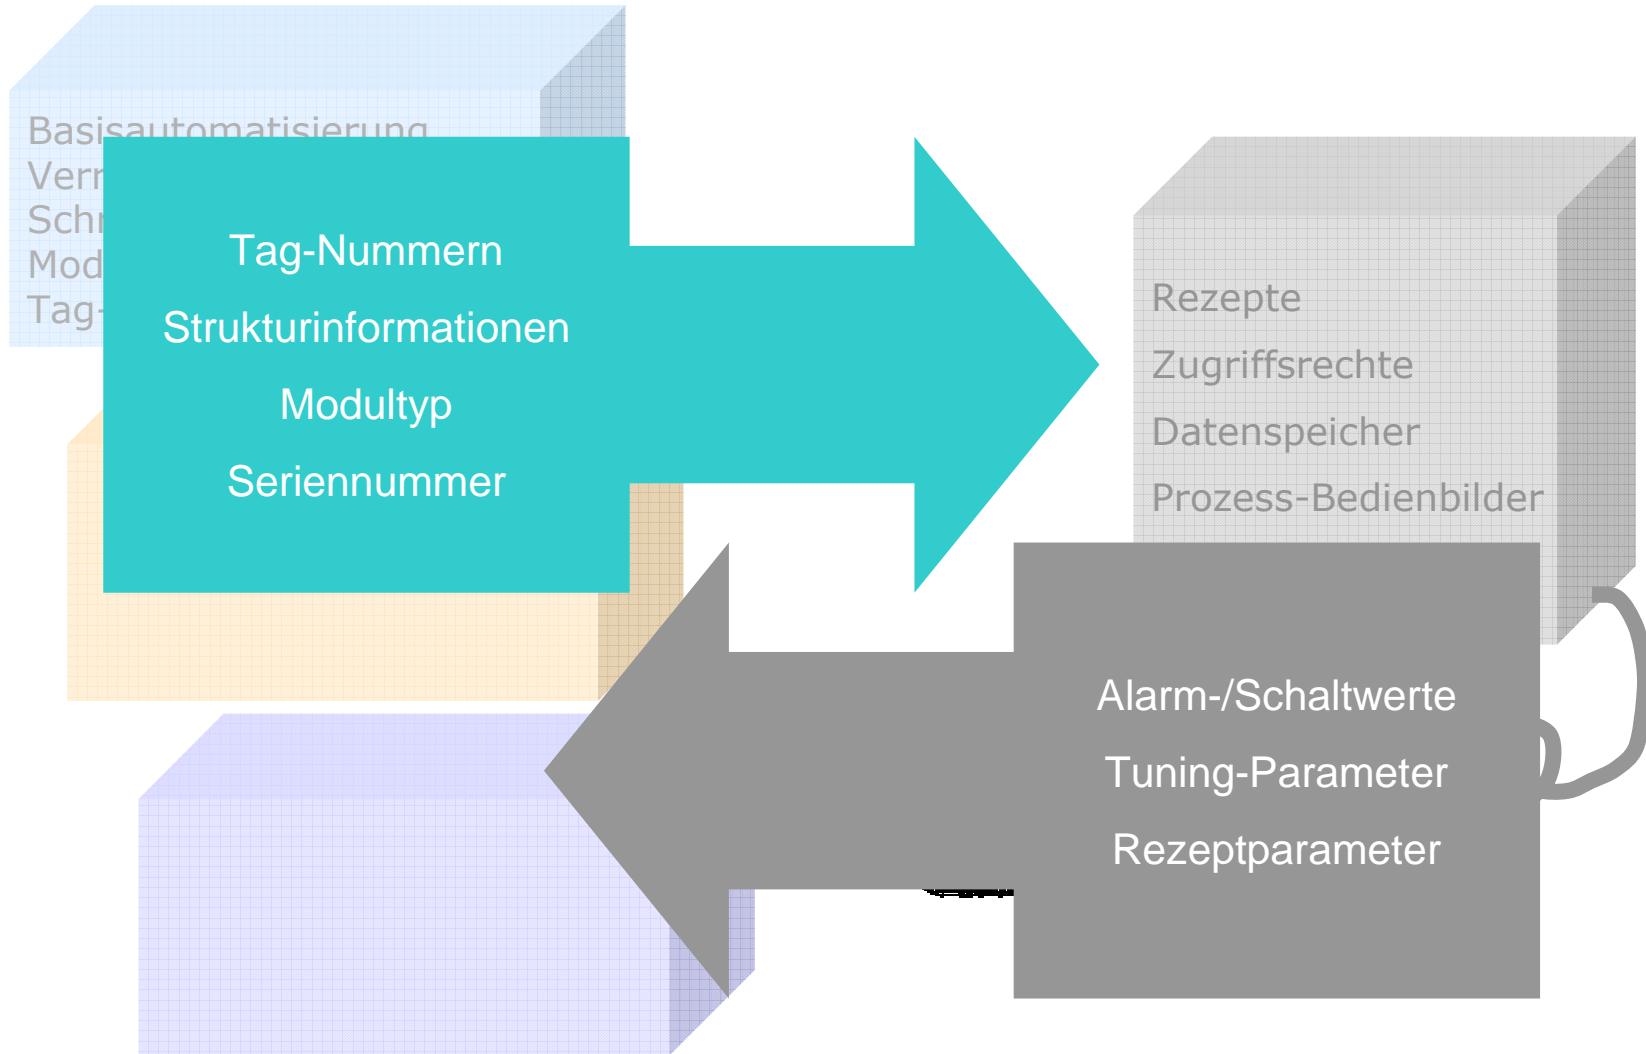 Basisautomatisierung
Tag-Nummern
Strukturinformationen
Modultyp
Seriennummer
Rezepte
Zugriffsrechte
Datenspeicher
Prozess-Bedienbilder
Alarm-/Schaltwerte
Tuning-Parameter
Rezeptparameter